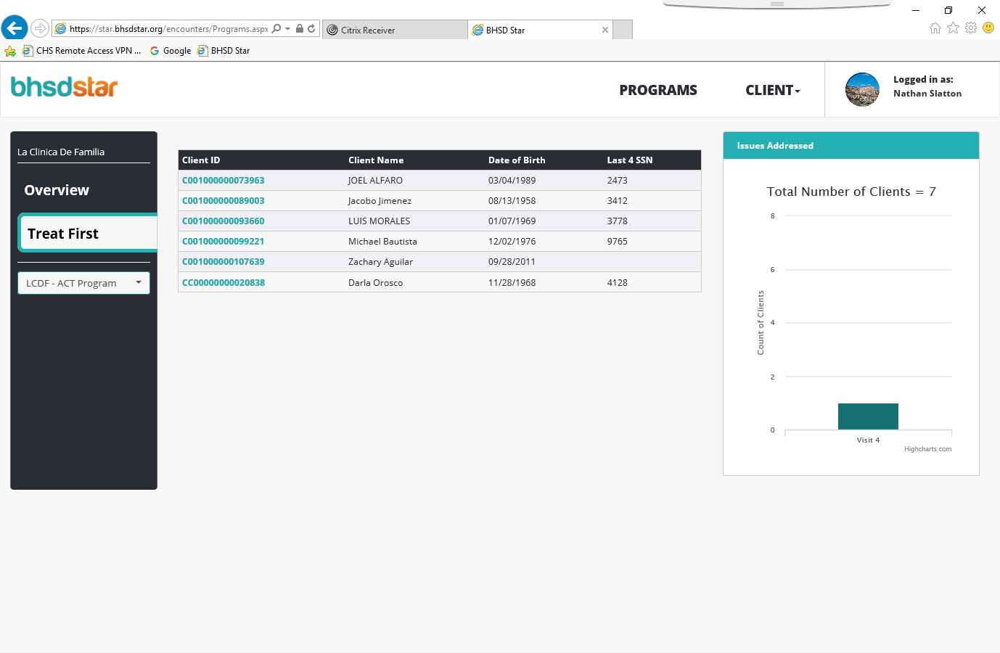 https://star.bhsdstar.org/encounters/Programs.aspx
Citrix Receiver
BHSD Star
CHS Remote Access VPN ...
Google
BHSD Star
bhsdstar
PROGRAMS
CLIENT
Logged in as:
Nathan Slatton
La Clinica De Familia
Overview
Treat First
LCDF - ACT Program
Client ID Client Name Date of Birth Last 4 SSN
C001000000073963 JOEL ALFARO 03/04/1989 2473
C001000000089003 Jacobo Jimenez 08/13/1958 3412
C001000000093660 LUIS MORALES 01/07/1969 3778
C001000000099221 Michael Bautista 12/02/1976 9765
C001000000107639 Zachary Aguilar 09/28/2011
CC00000000020838 Darla Orosco 11/28/1968 4128
Issues Addressed
Total Number of Clients = 7
8
6
4
2
0
Count of Clients
Visit 4
Highcharts.com